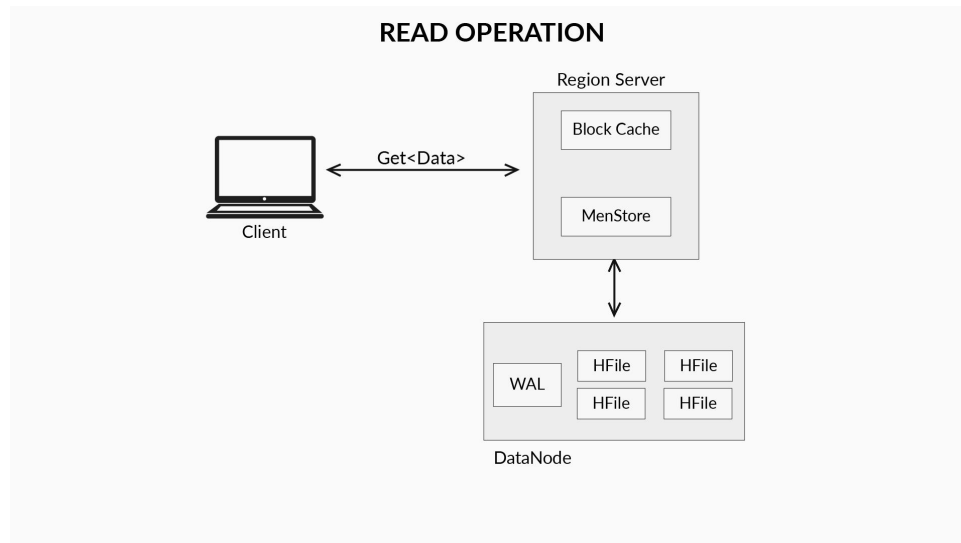 READ OPERATION
Region Server
Block Cache
Get<Data>
MenStore
Client
HFile HFile
WAL
HFile HFile
DataNode